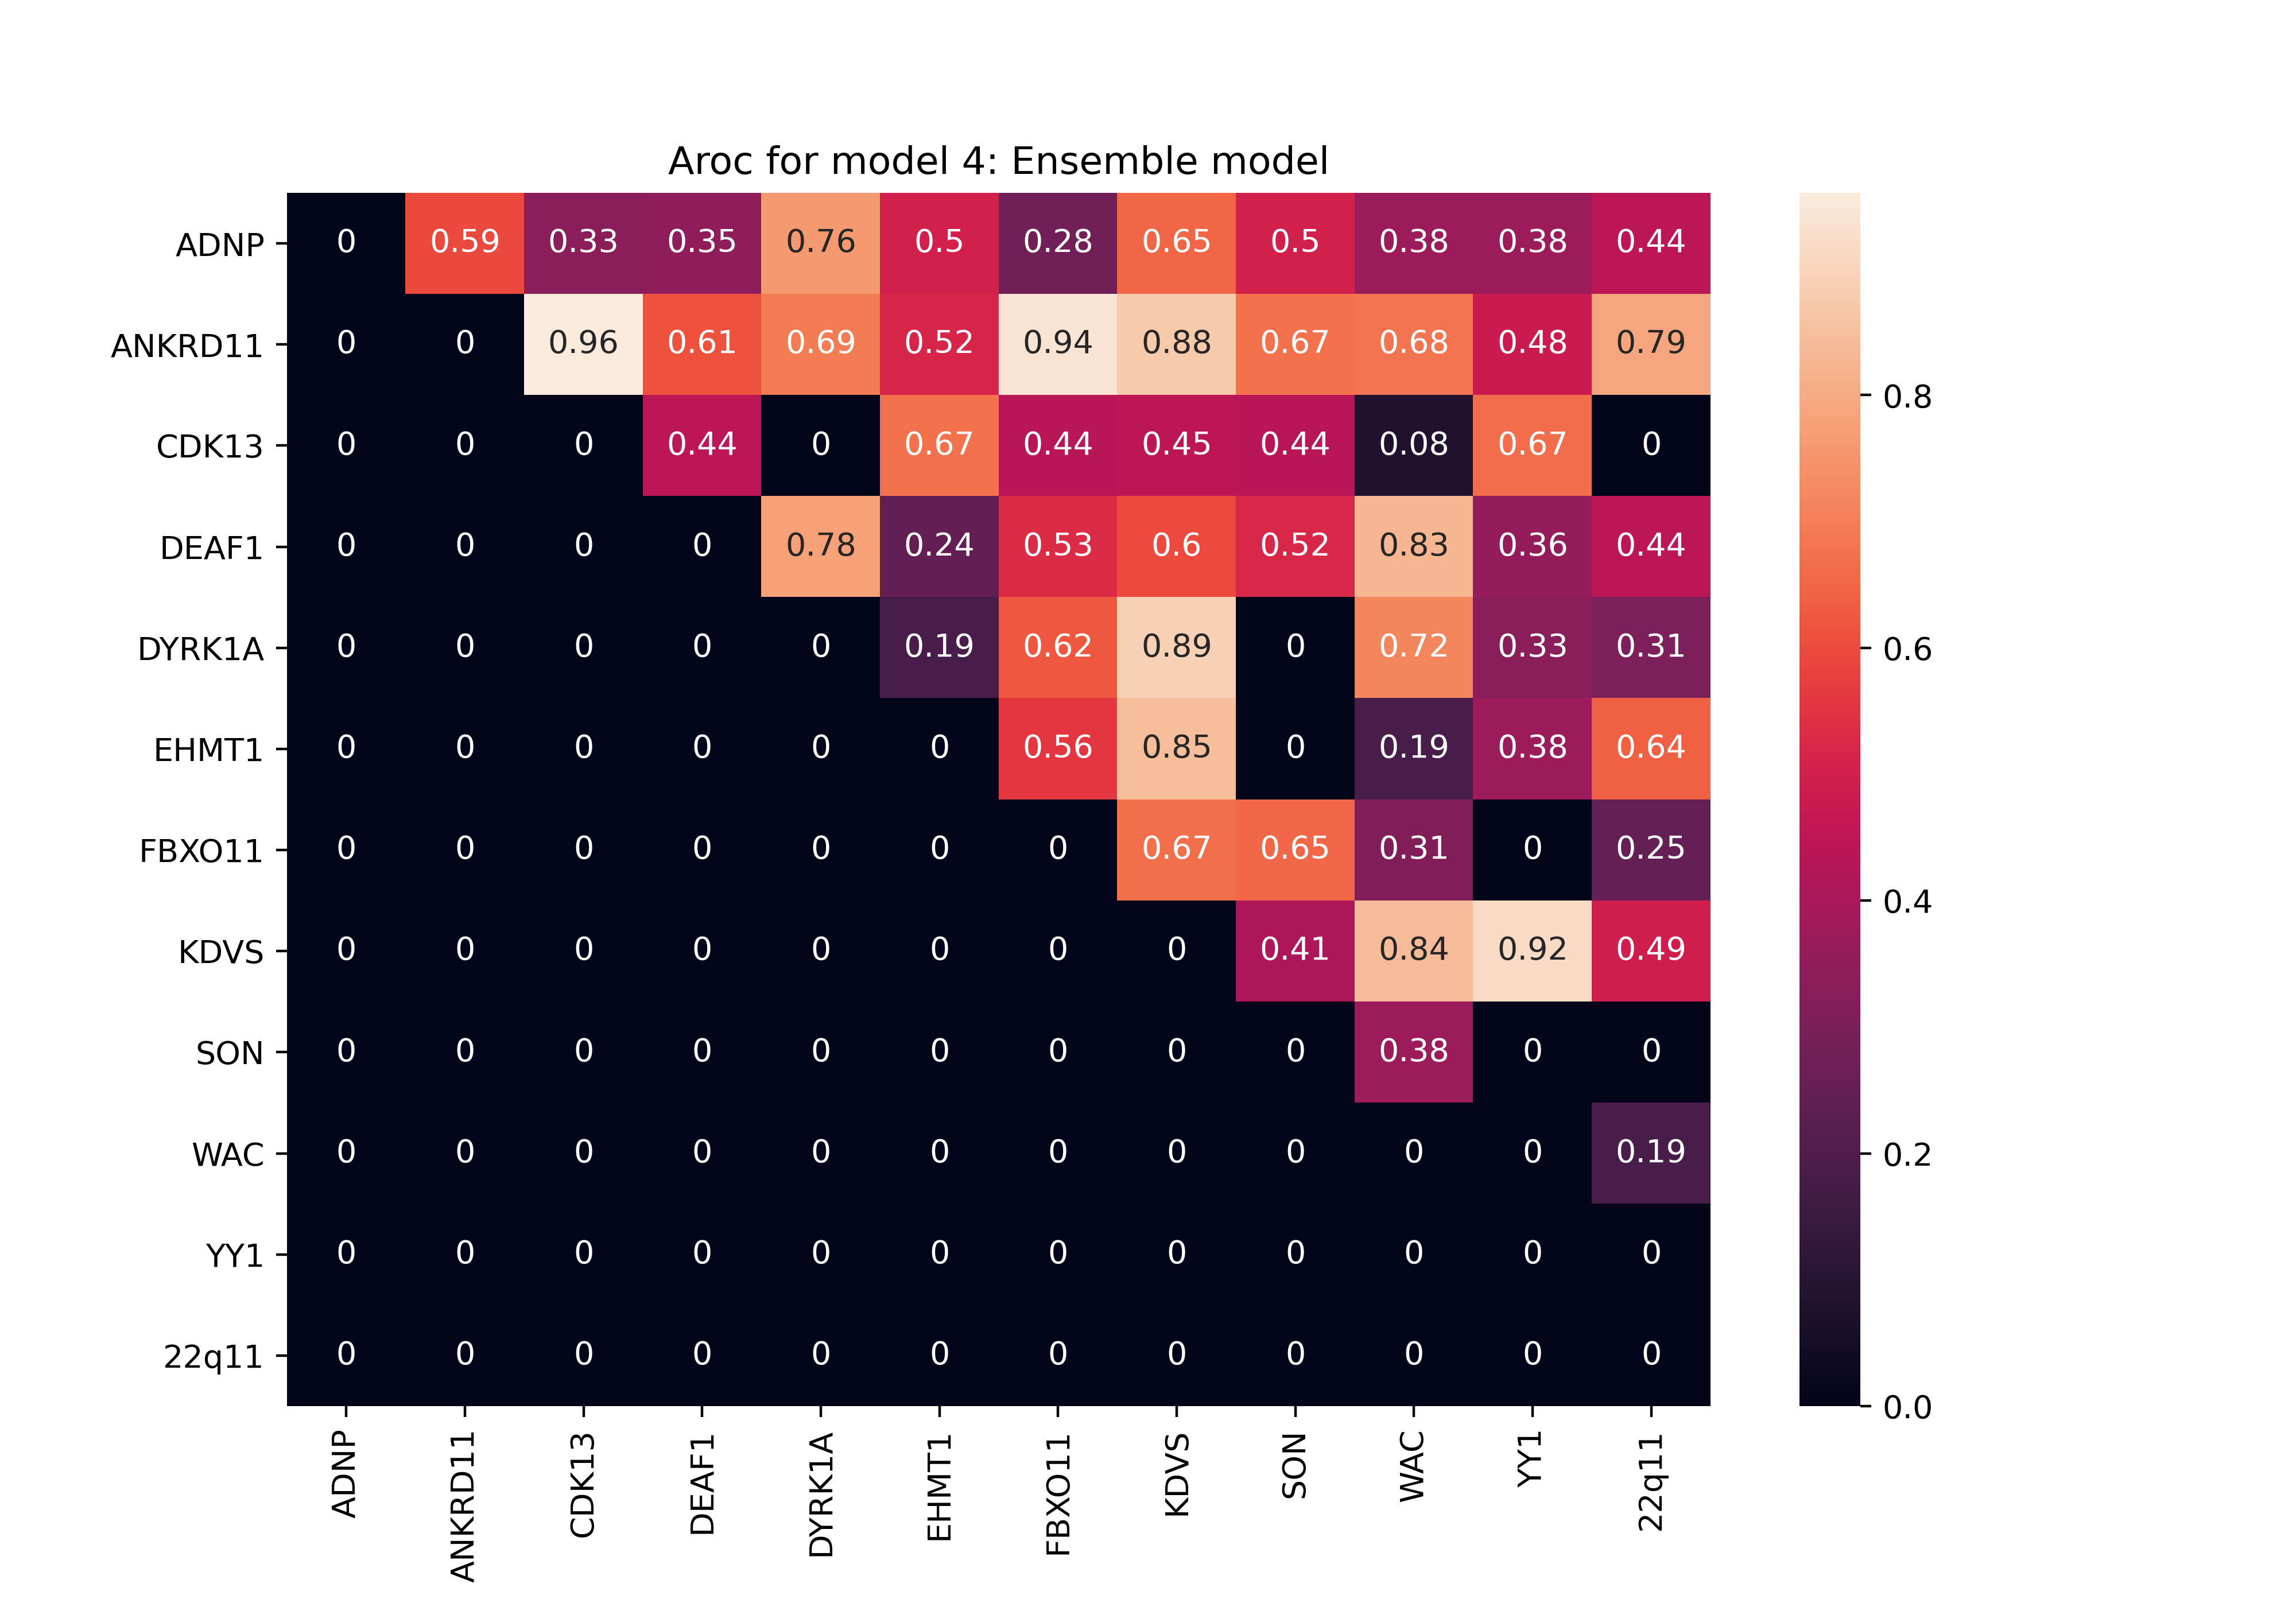 Aroc for model 4: Ensemble model
ADNP 0 0.59 0.33 0.35 0.76 0.5 0.28 0.65 0.5 0.38 0.38 0.44
ANKRD11 0 0 0.96 0.61 0.69 0.52 0.94 0.88 0.67 0.68 0.48 0.79
CDK13 0 0 0 0.44 0 0.67 0.44 0.45 0.44 0.08 0.67 0
DEAF1 0 0 0 0 0.78 0.24 0.53 0.6 0.52 0.83 0.36 0.44
DYRK1A 0 0 0 0 0 0.19 0.62 0.89 0 0.72 0.33 0.31
EHMT1 0 0 0 0 0 0 0.56 0.85 0 0.19 0.38 0.64
FBXO11 0 0 0 0 0 0 0 0.67 0.65 0.31 0 0.25
KDVS 0 0 0 0 0 0 0 0 0.41 0.84 0.92 0.49
SON 0 0 0 0 0 0 0 0 0 0.38 0 0
WAC 0 0 0 0 0 0 0 0 0 0 0 0.19
YY1 0 0 0 0 0 0 0 0 0 0 0 0
22q11 0 0 0 0 0 0 0 0 0 0 0 0
ADNP ANKRD11 CDK13 DEAF1 DYRK1A EHMT1 FBXO11 KDVS SON WAC YY1 22q11
0.8
0.6
0.4
0.2
0.0